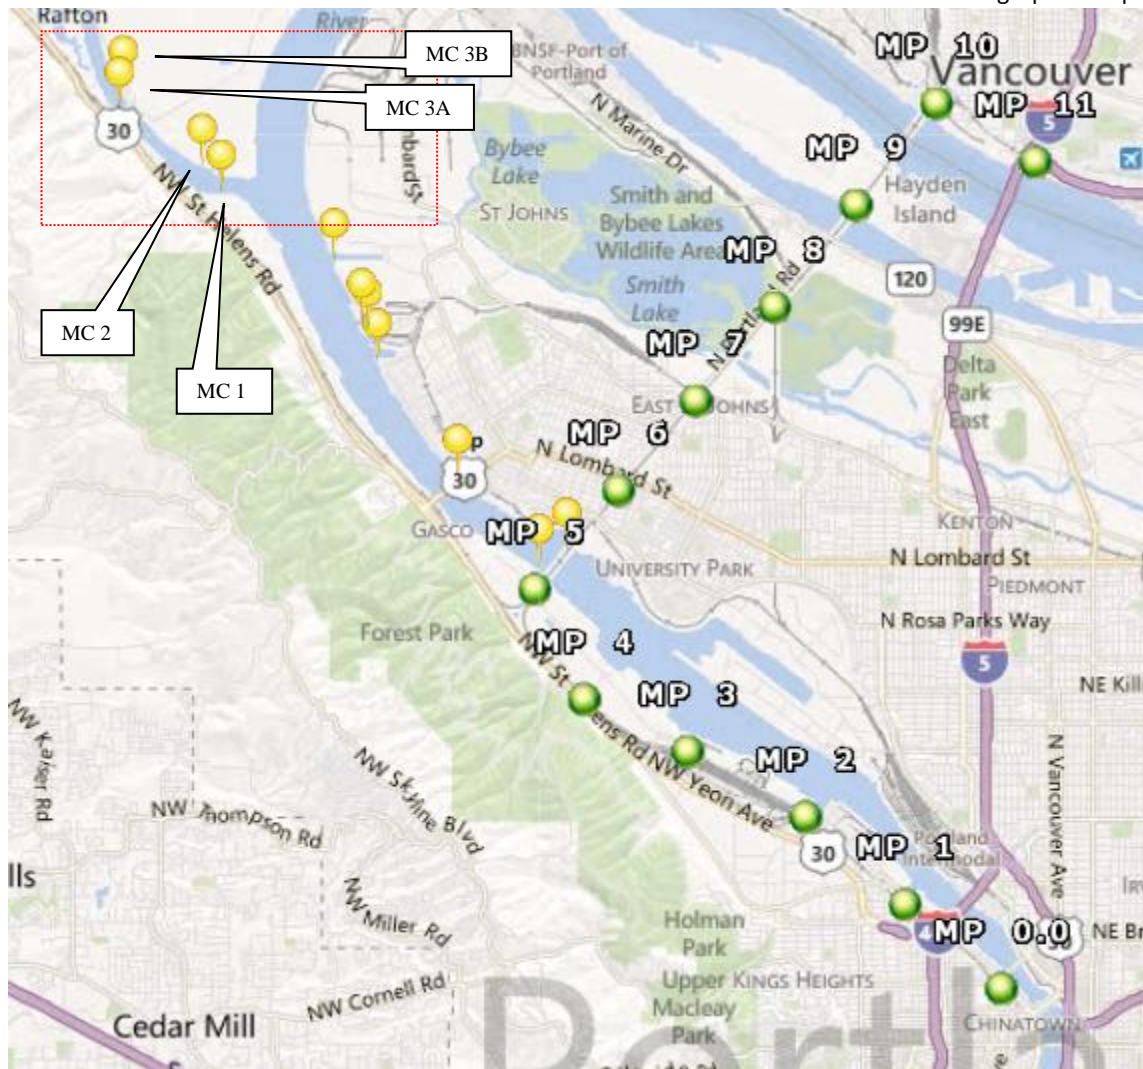 Rafton
River
MC 3B
BNSF-Port of
Portland
MP 10
Vancouver
MC 3A
MP 11
5
30
N Marine Dr
Bybee
Lake
MP 9
Hayden
Island
NW St Helens Rd
ST JOHNS
Smith and
Bybee Lakes
Wildlife Area
MP 8
120
Smith
Lake
99E
MC 2
MP 7
Delta
Park
East
MC 1
MP 6
N Lombard St
30
GASCO
MP 5
KENTON
N Lombard St
UNIVERSITY PARK
PIEDMONT
N Rosa Parks Way
Forest Park
MP 4
5
NE Kill
MP 3
NW Kaiser Rd
NW Skyline Blvd
NW Yeon Ave
MP 2
N Vancouver Ave
NW Thompson Rd
30
MP 1
lls
NW Miller Rd
Holman
Park
MP 0.0
NE Br
Upper KINGS HEIGHTS
NW Cornell Rd
Macleay
Park
Cedar Mill
CHINATOWN